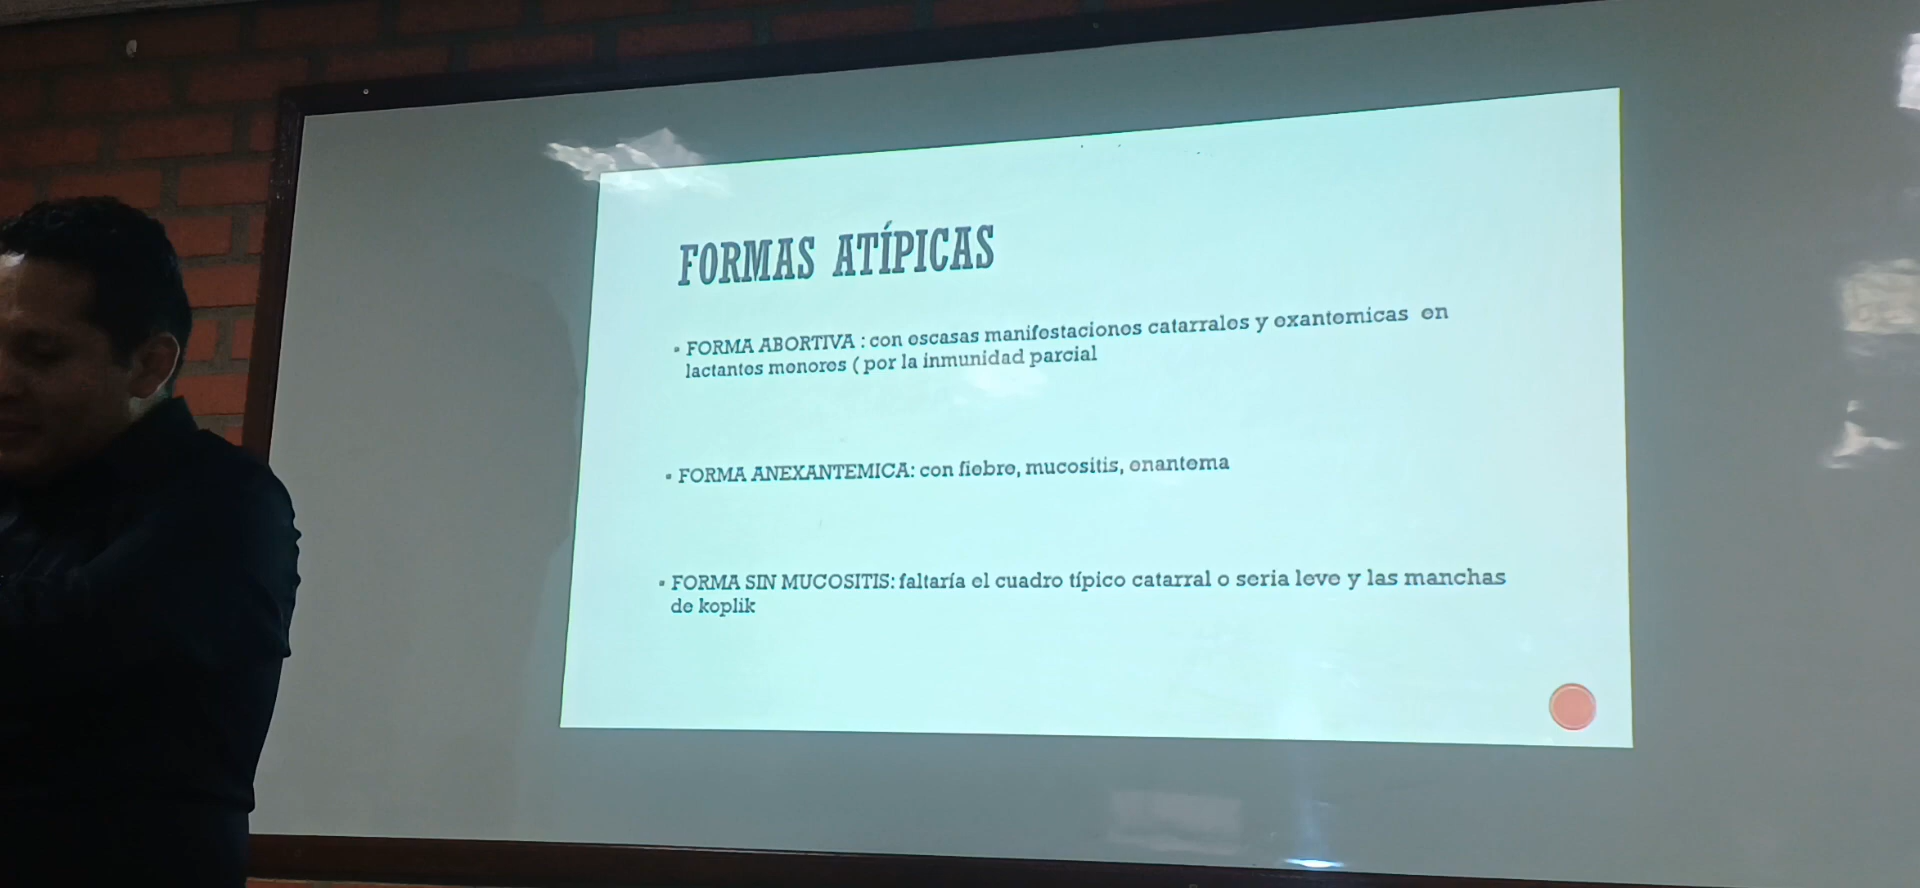 FORMAS ATÍPICAS
▪ FORMA ABORTIVA : con escasas manifestaciones catarrales y exantemicas en
lactantes menores ( por la inmunidad parcial
▪ FORMA ANEXANTEMICA: con fiebre, mucositis, enantema
▪ FORMA SIN MUCOSITIS: faltaría el cuadro típico catarral o seria leve y las manchas
de koplik